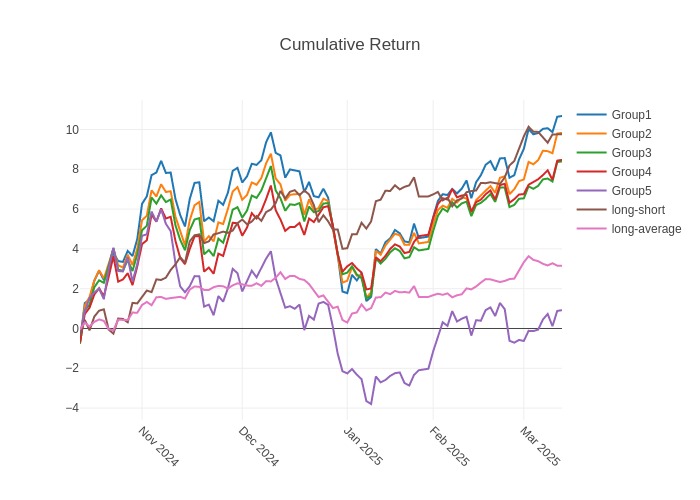 Cumulative Return
10
8
6
4
2
0
−2
−4
Nov 2024
Dec 2024
Jan 2025
Feb 2025
Mar 2025
Group1
Group2
Group3
Group4
Group5
long-short
long-average